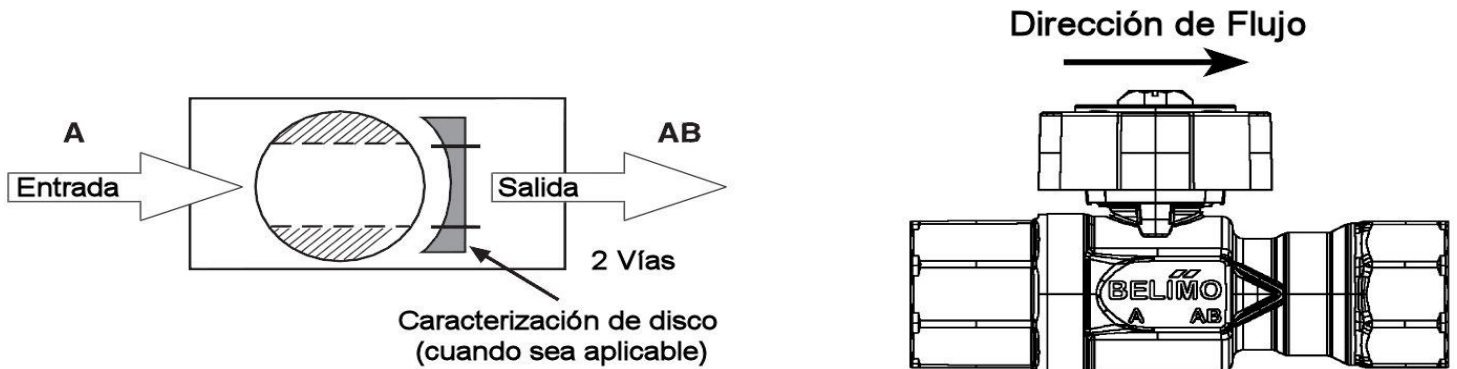 Dirección de Flujo
A
AB
Entrada
Salida
2 Vías
Caracterización de disco
(cuando sea aplicable)
BELIMO
A AB